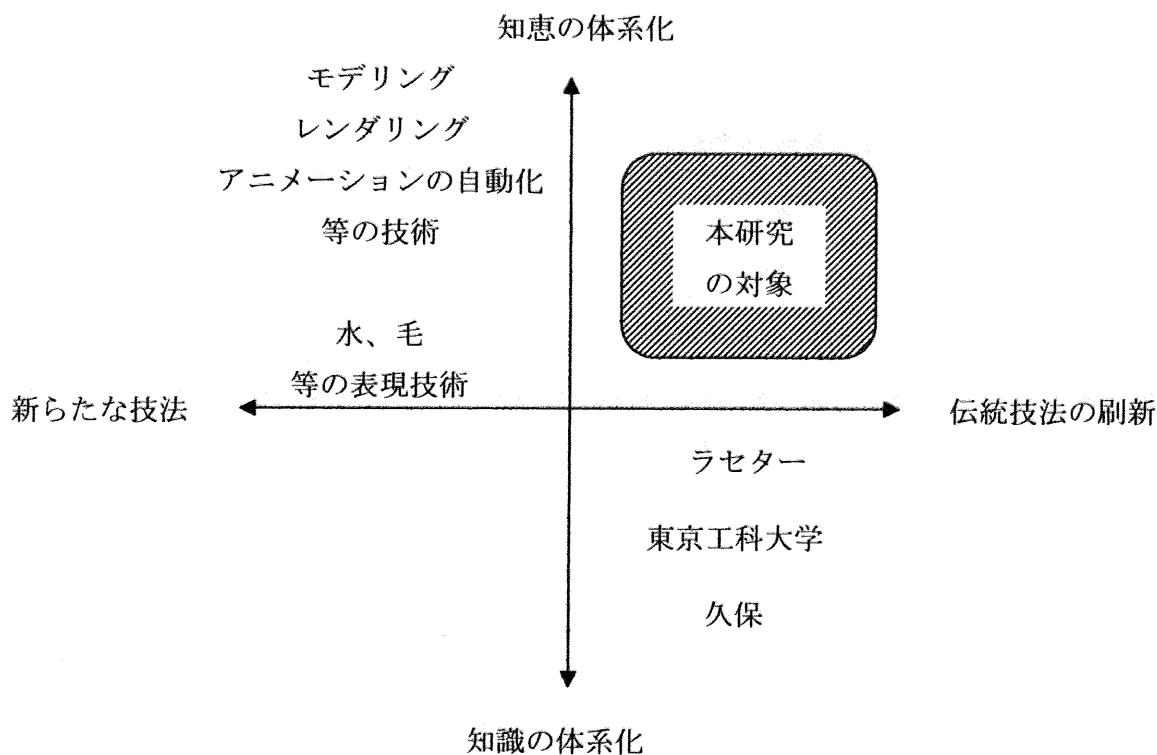 知恵の体系化
モデリング
レンダリング
アニメーションの自動化
等の技術
本研究
の対象
水、毛
等の表現技術
新らたな技法
伝統技法の刷新
ラセター
東京工科大学
久保
知識の体系化